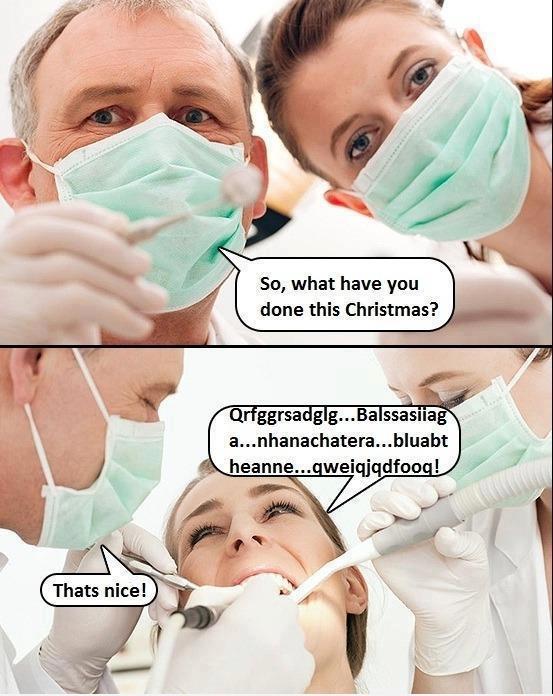 So, what have you
done this Christmas?
Qrfggrsadglg...Balssasiiag
a...nhanachatera...bluabt
heanne...qweiqjqdfooq!
Thats nice!